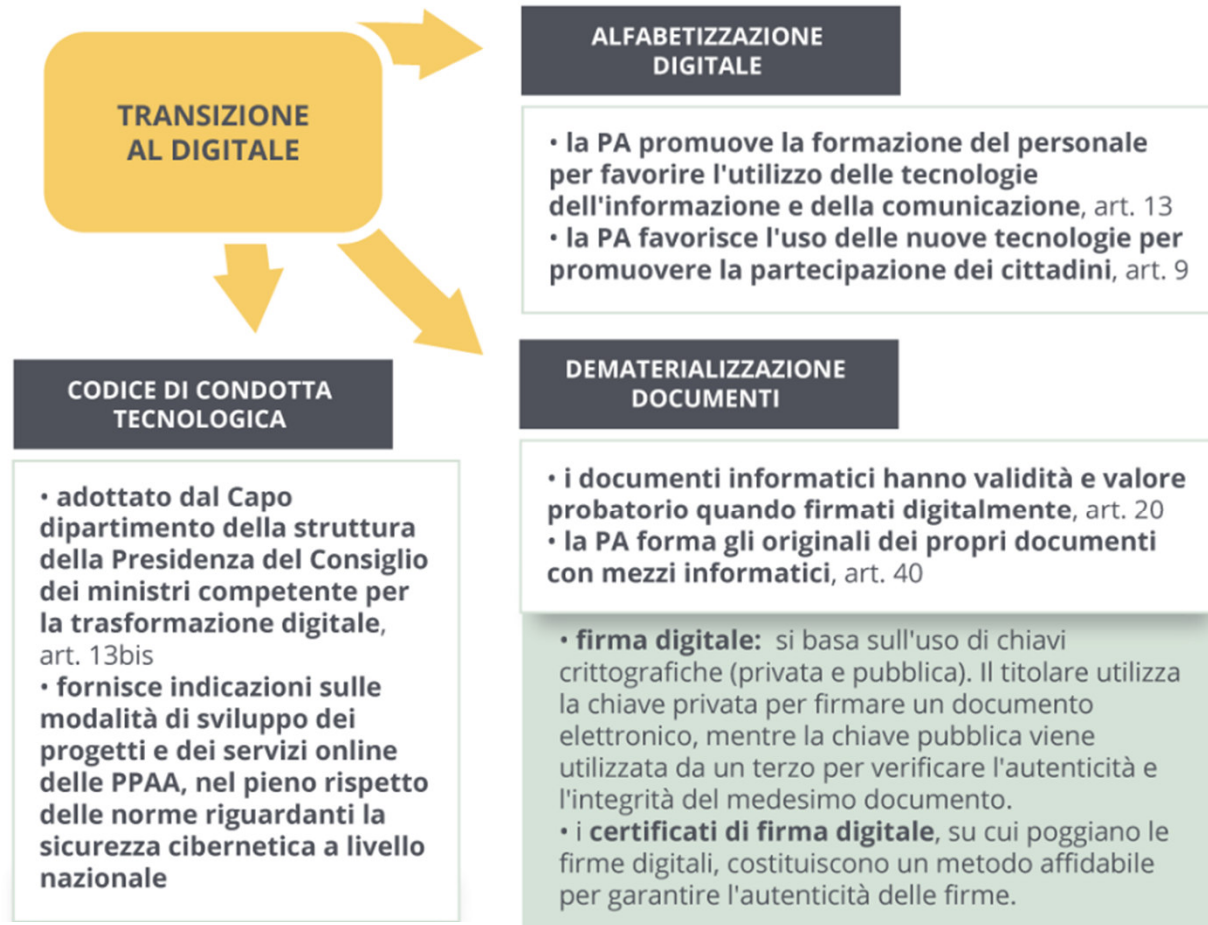 TRANSIZIONE
AL DIGITALE
ALFABETIZZAZIONE
DIGITALE
• la PA promuove la formazione del personale
per favorire l'utilizzo delle tecnologie
dell'informazione e della comunicazione, art. 13
• la PA favorisce l'uso delle nuove tecnologie per
promuovere la partecipazione dei cittadini, art. 9
CODICE DI CONDOTTA
TECNOLOGICA
• adottato dal Capo
dipartimento della struttura
della Presidenza del Consiglio
dei ministri competente per
la trasformazione digitale,
art. 13bis
• fornisce indicazioni sulle
modalità di sviluppo dei
progetti e dei servizi online
delle PPAA, nel pieno rispetto
delle norme riguardanti la
sicurezza cibernetica a livello
nazionale
DEMATERIALIZZAZIONE
DOCUMENTI
• i documenti informatici hanno validità e valore
probatorio quando firmati digitalmente, art. 20
• la PA forma gli originali dei propri documenti
con mezzi informatici, art. 40
• firma digitale: si basa sull'uso di chiavi
crittografiche (privata e pubblica). Il titolare utilizza
la chiave privata per firmare un documento
elettronico, mentre la chiave pubblica viene
utilizzata da un terzo per verificare l'autenticità e
l'integrità del medesimo documento.
• i certificati di firma digitale, su cui poggiano le
firme digitali, costituiscono un metodo affidabile
per garantire l'autenticità delle firme.